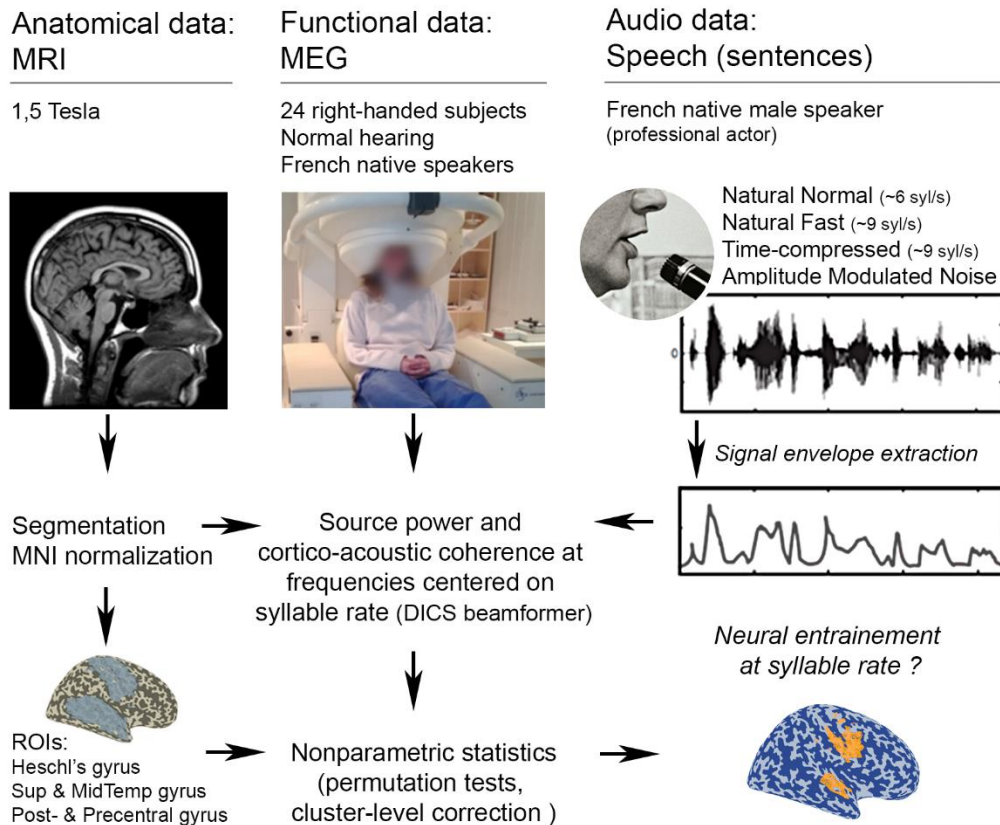 Anatomical data:
MRI
1,5 Tesla
Functional data:
MEG
24 right-handed subjects
Normal hearing
French native speakers
Audio data:
Speech (sentences)
French native male speaker
(professional actor)
Natural Normal (~6 syl/s)
Natural Fast (~9 syl/s)
Time-compressed (~9 syl/s)
Amplitude Modulated Noise
0
Signal envelope extraction
Segmentation
MNI normalization
Source power and
cortico-acoustic coherence at
frequencies centered on
syllable rate (DICS beamformer)
Neural entrainement
at syllable rate ?
ROIs:
Heschl's gyrus
Sup & MidTemp gyrus
Post- & Precentral gyrus
Nonparametric statistics
(permutation tests,
cluster-level correction )